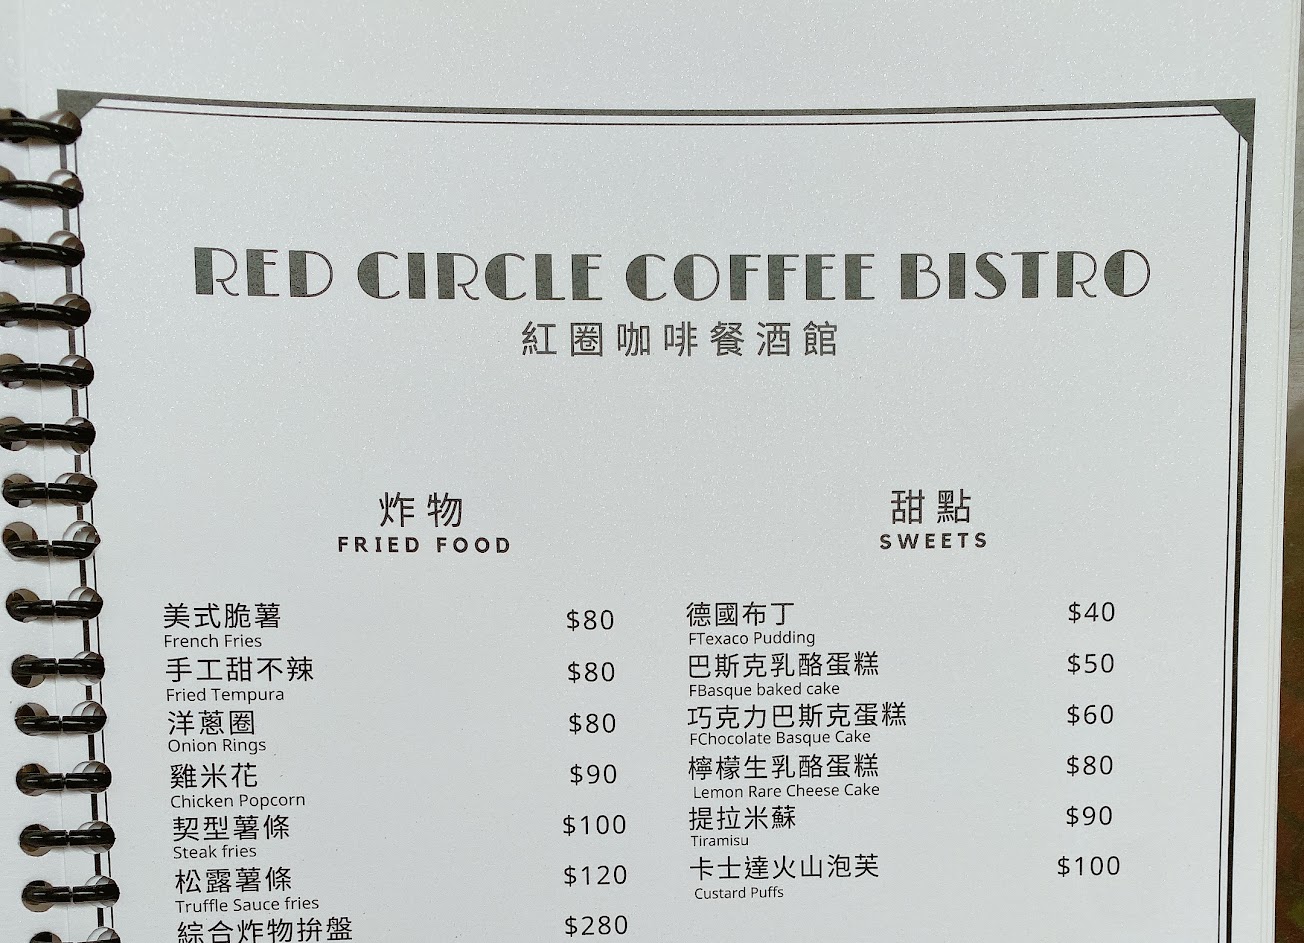 RED CIRCLE COFFEE BISTRO
紅圈咖啡餐酒館
炸物
FRIED FOOD
美式脆薯 $80
French Fries
手工甜不辣 $80
Fried Tempura
洋蔥圈 $80
Onion Rings
雞米花 $90
Chicken Popcorn
契型薯條 $100
Steak fries
松露薯條 $120
Truffle Sauce fries
綜合炸物拚盤 $280
甜點
SWEETS
德國布丁 $40
FTexaco Pudding
巴斯克乳酪蛋糕 $50
FBasque baked cake
巧克力巴斯克蛋糕 $60
FChocolate Basque Cake
檸檬生乳酪蛋糕 $80
Lemon Rare Cheese Cake
提拉米蘇 $90
Tiramisu
卡士達火山泡芙 $100
Custard Puffs